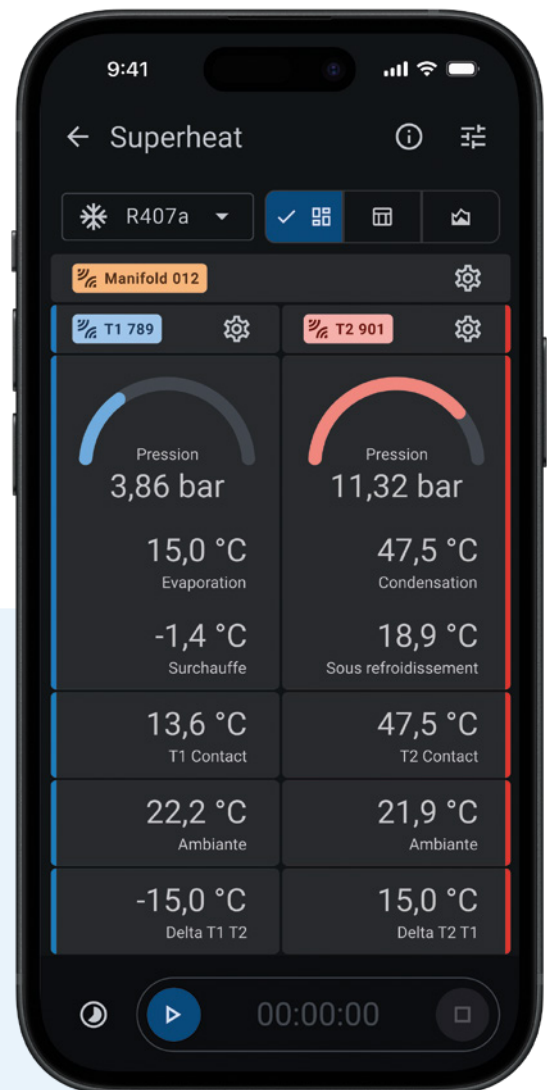 9:41
Superheat
R407a
Manifold 012
T1 789
T2 901
Pression
3,86 bar
Pression
11,32 bar
15,0 °C
Evaporation
47,5 °C
Condensation
-1,4 °C
Surchauffe
18,9 °C
Sous refroidissement
13,6 °C
T1 Contact
47,5 °C
T2 Contact
22,2 °C
Ambiante
21,9 °C
Ambiante
-15,0 °C
Delta T1 T2
15,0 °C
Delta T2 T1
00:00:00